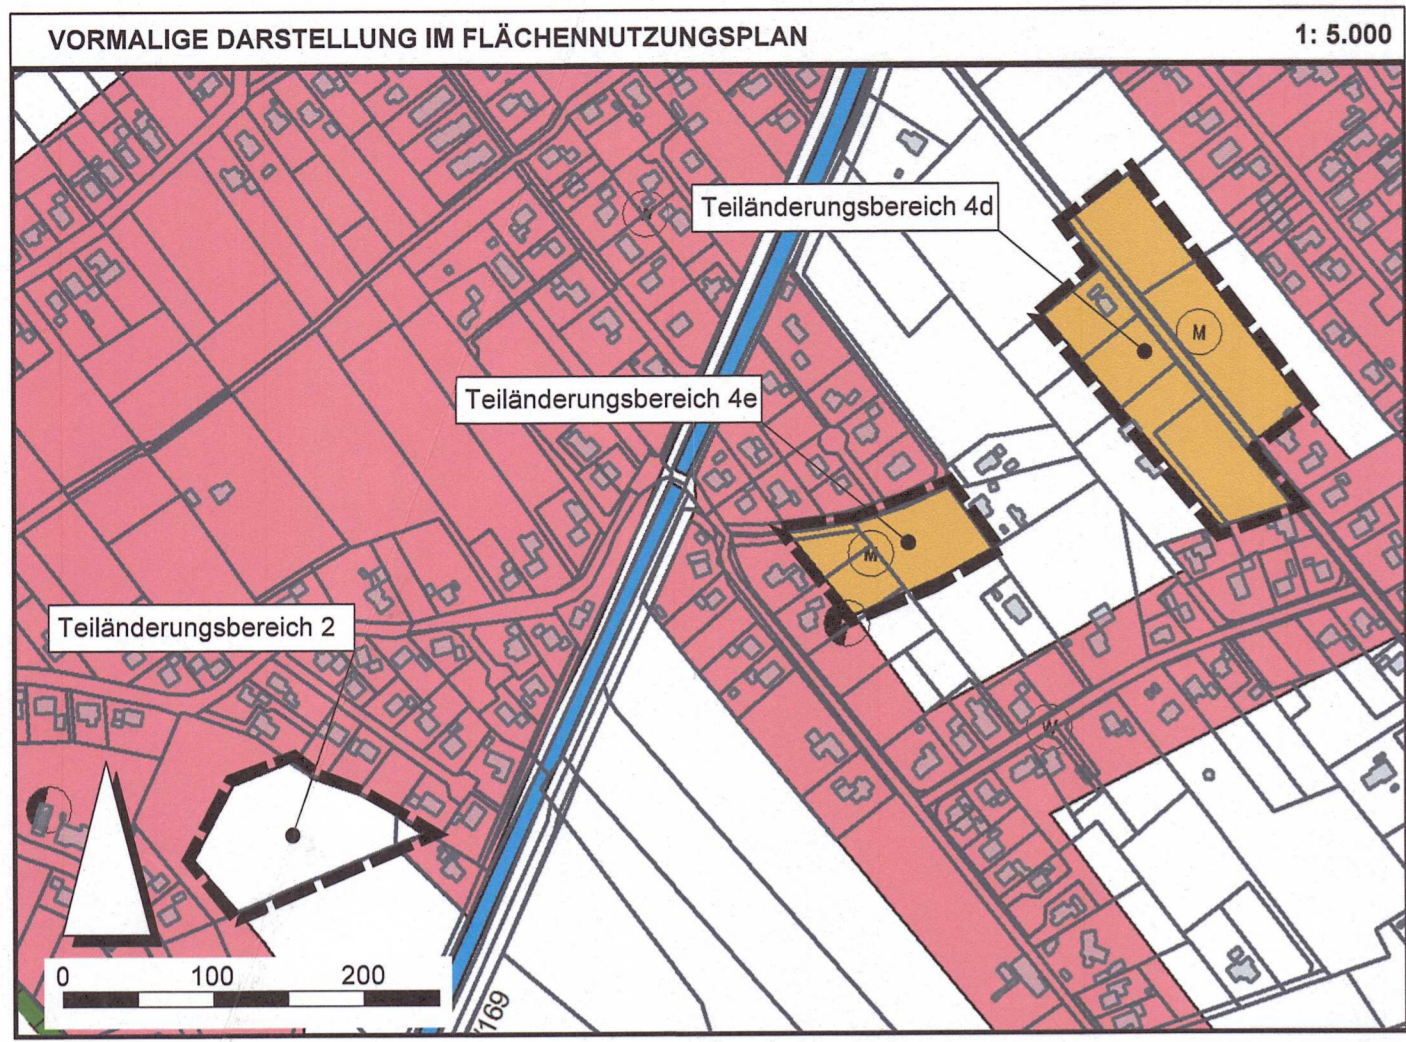 VORMALIGE DARSTELLUNG IM FLÄCHENNUTZUNGSPLAN 1: 5.000
Teiländerungsbereich 4d
M
Teiländerungsbereich 4e
M
Teiländerungsbereich 2
W
0 100 200
/169